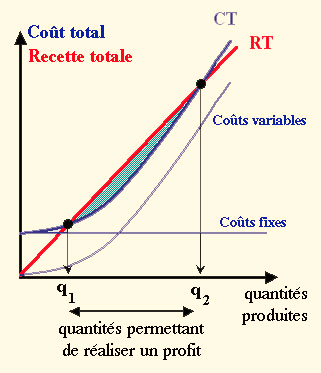 CT
Coût total
Recette totale
RT
Coûts variables
Coûts fixes
q1
q2
quantités
produites
quantités permettant
de réaliser un profit